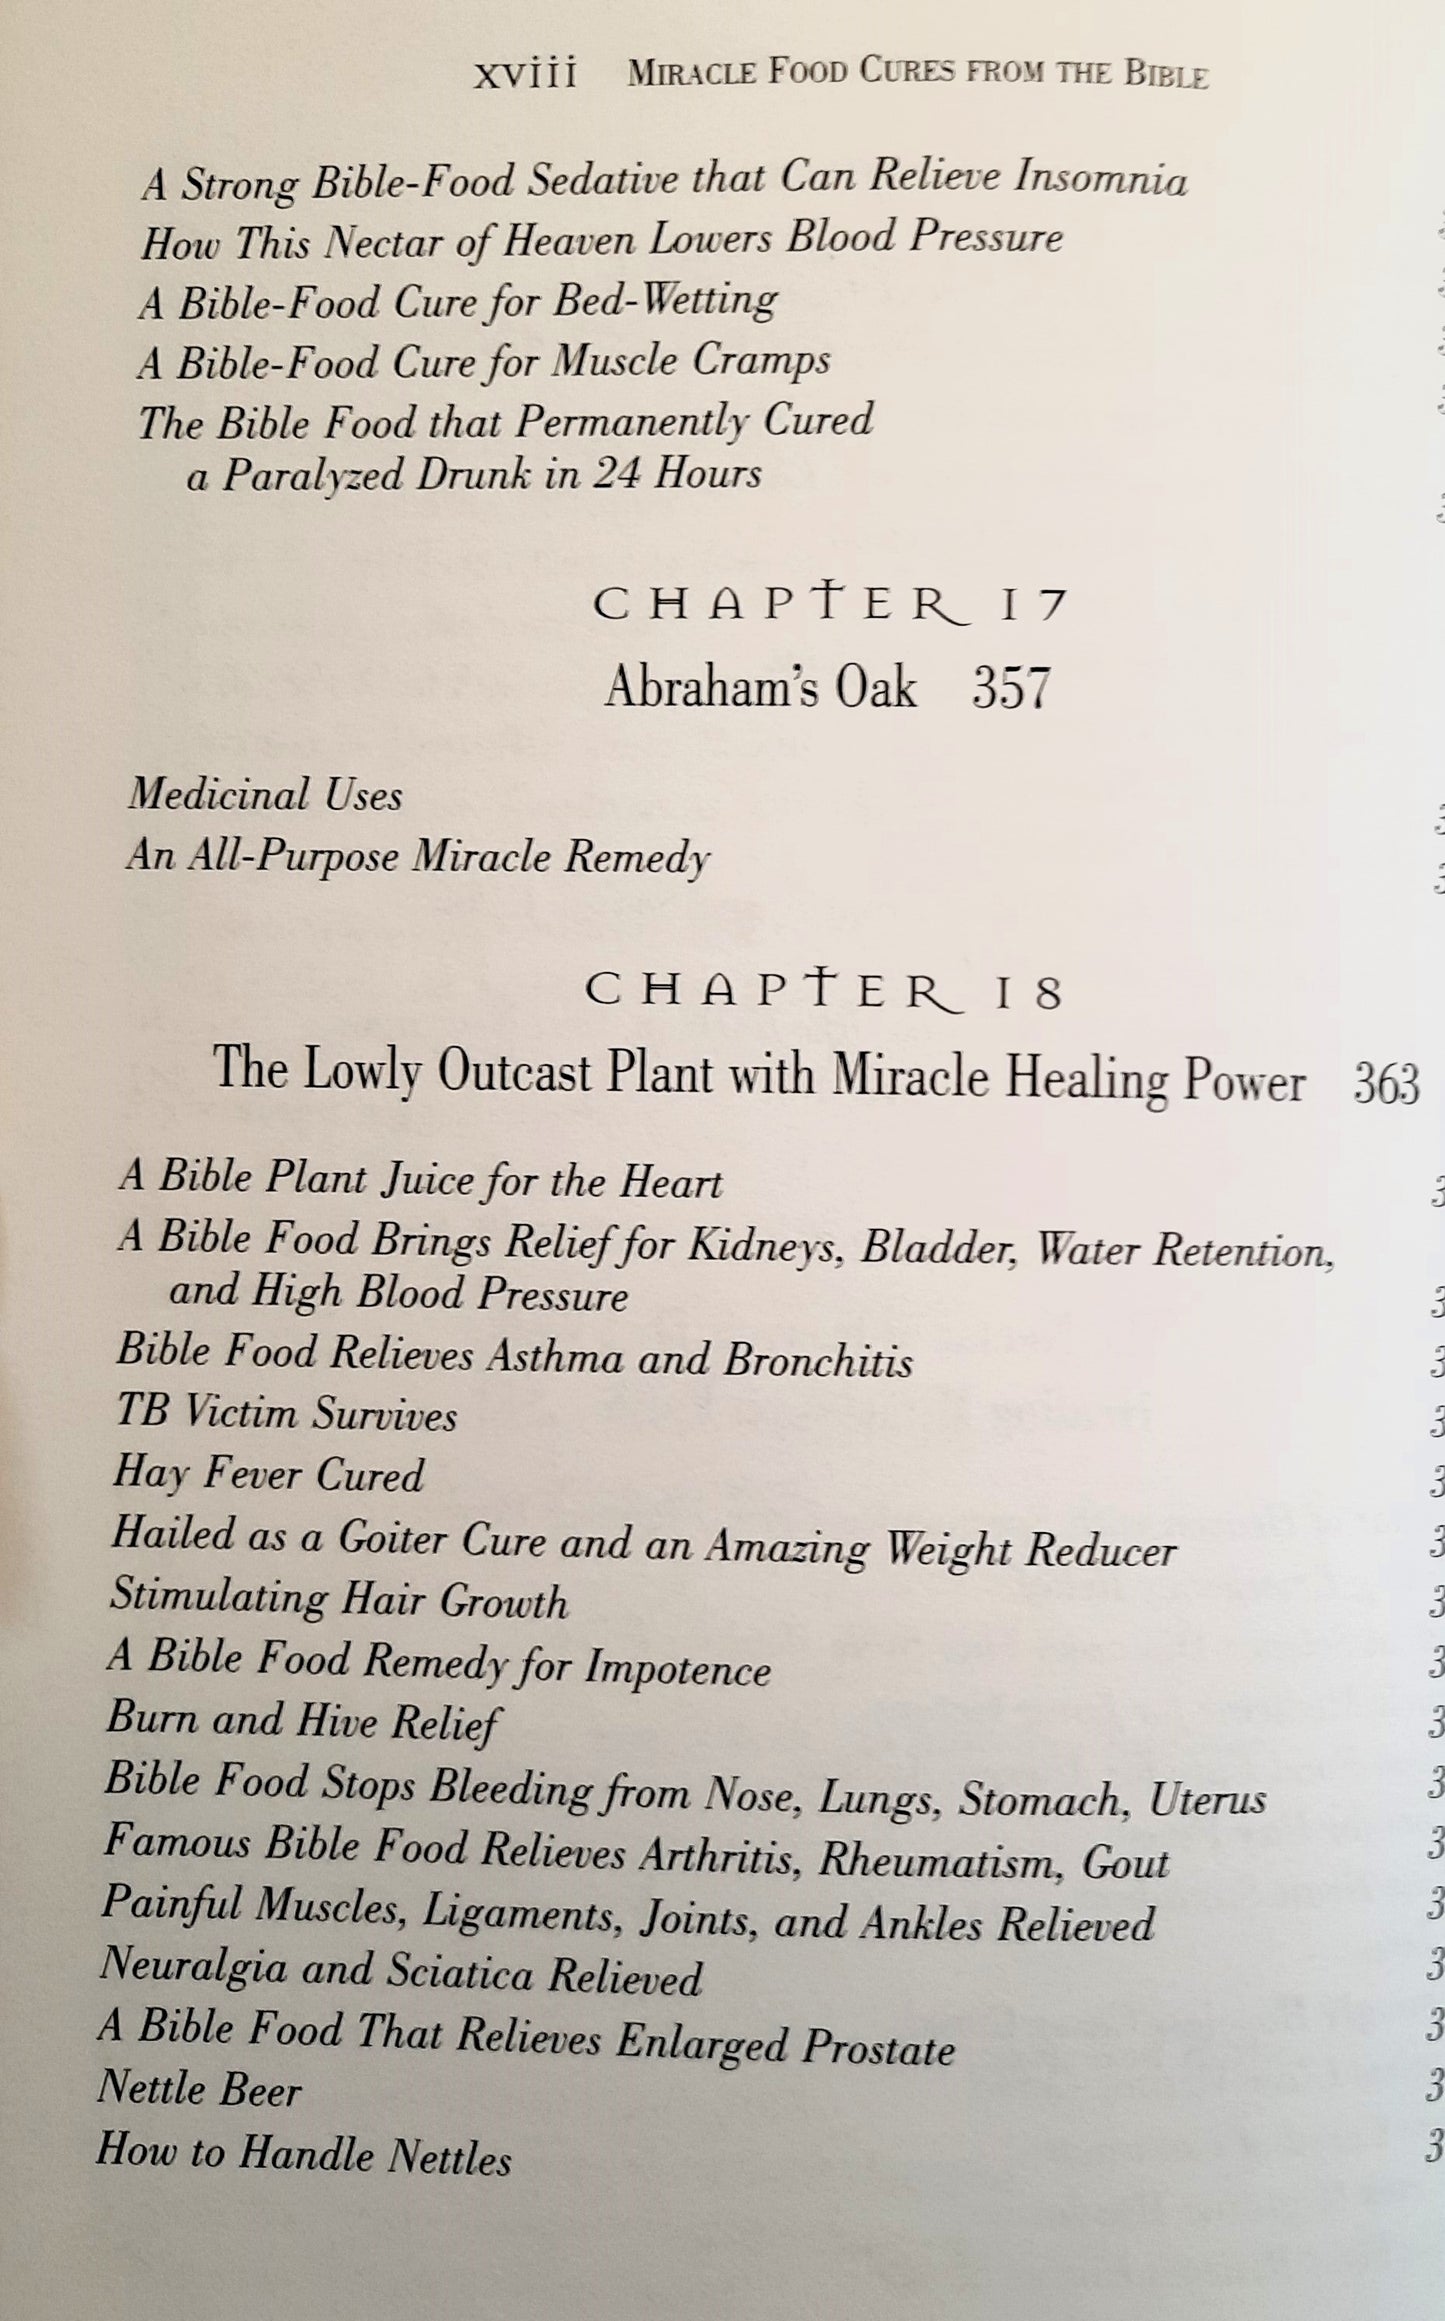 xviii MIRACLE FOOD CURES FROM THE BIBLE
A Strong Bible-Food Sedative that Can Relieve Insomnia
How This Nectar of Heaven Lowers Blood Pressure
A Bible-Food Cure for Bed-Wetting
A Bible-Food Cure for Muscle Cramps
The Bible Food that Permanently Cured
a Paralyzed Drunk in 24 Hours
CHAPTER 17
Abraham's Oak 357
Medicinal Uses
An All-Purpose Miracle Remedy
CHAPTER 18
The Lowly Outcast Plant with Miracle Healing Power 363
A Bible Plant Juice for the Heart
A Bible Food Brings Relief for Kidneys, Bladder, Water Retention,
and High Blood Pressure
Bible Food Relieves Asthma and Bronchitis
TB Victim Survives
Hay Fever Cured
Hailed as a Goiter Cure and an Amazing Weight Reducer
Stimulating Hair Growth
A Bible Food Remedy for Impotence
Burn and Hive Relief
Bible Food Stops Bleeding from Nose, Lungs, Stomach, Uterus
Famous Bible Food Relieves Arthritis, Rheumatism, Gout
Painful Muscles, Ligaments, Joints, and Ankles Relieved
Neuralgia and Sciatica Relieved
A Bible Food That Relieves Enlarged Prostate
Nettle Beer
How to Handle Nettles